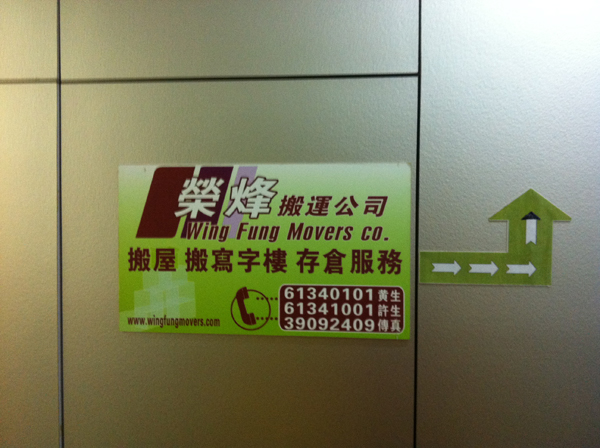 榮烽 搬運公司
Wing Fung Movers co.
搬屋 搬寫字樓 存倉服務
61340101 黄生
61341001 許生
39092409 傳真
www.wingfungmovers.com